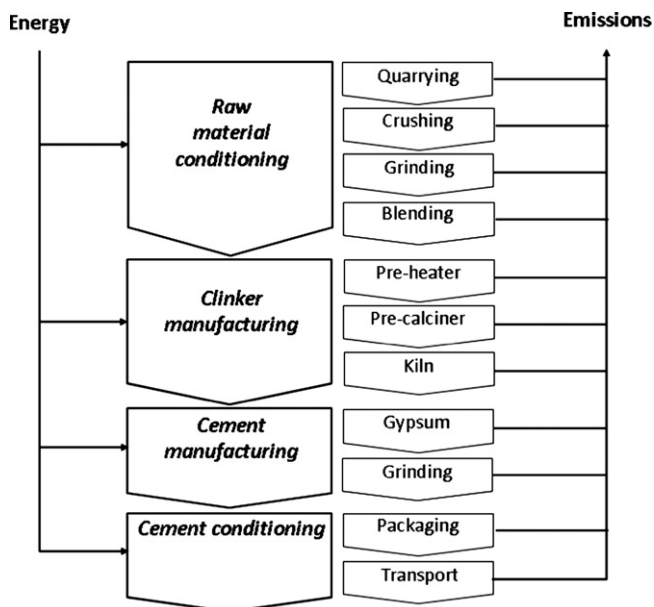 Energy
Emissions
Raw
material
conditioning
Quarrying
Crushing
Grinding
Blending
Clinker
manufacturing
Pre-heater
Pre-calciner
Kiln
Cement
manufacturing
Gypsum
Grinding
Cement conditioning
Packaging
Transport